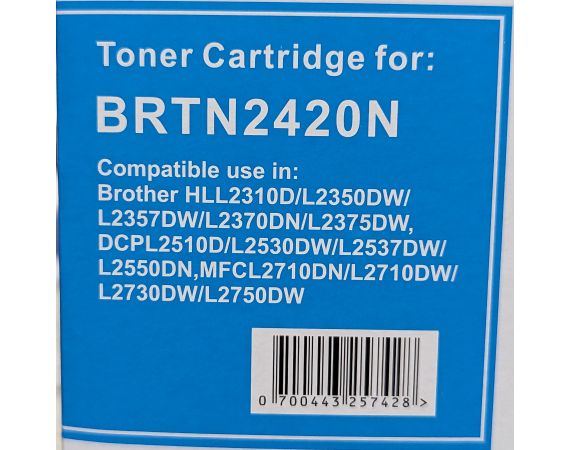 Toner Cartridge for:
BRTN2420N
Compatible use in:
Brother HLL2310D/L2350DW/
L2357DW/L2370DN/L2375DW,
DCPL2510D/L2530DW/L2537DW/
L2550DN,MFCL2710DN/L2710DW/
L2730DW/L2750DW
0 700443 257428 >